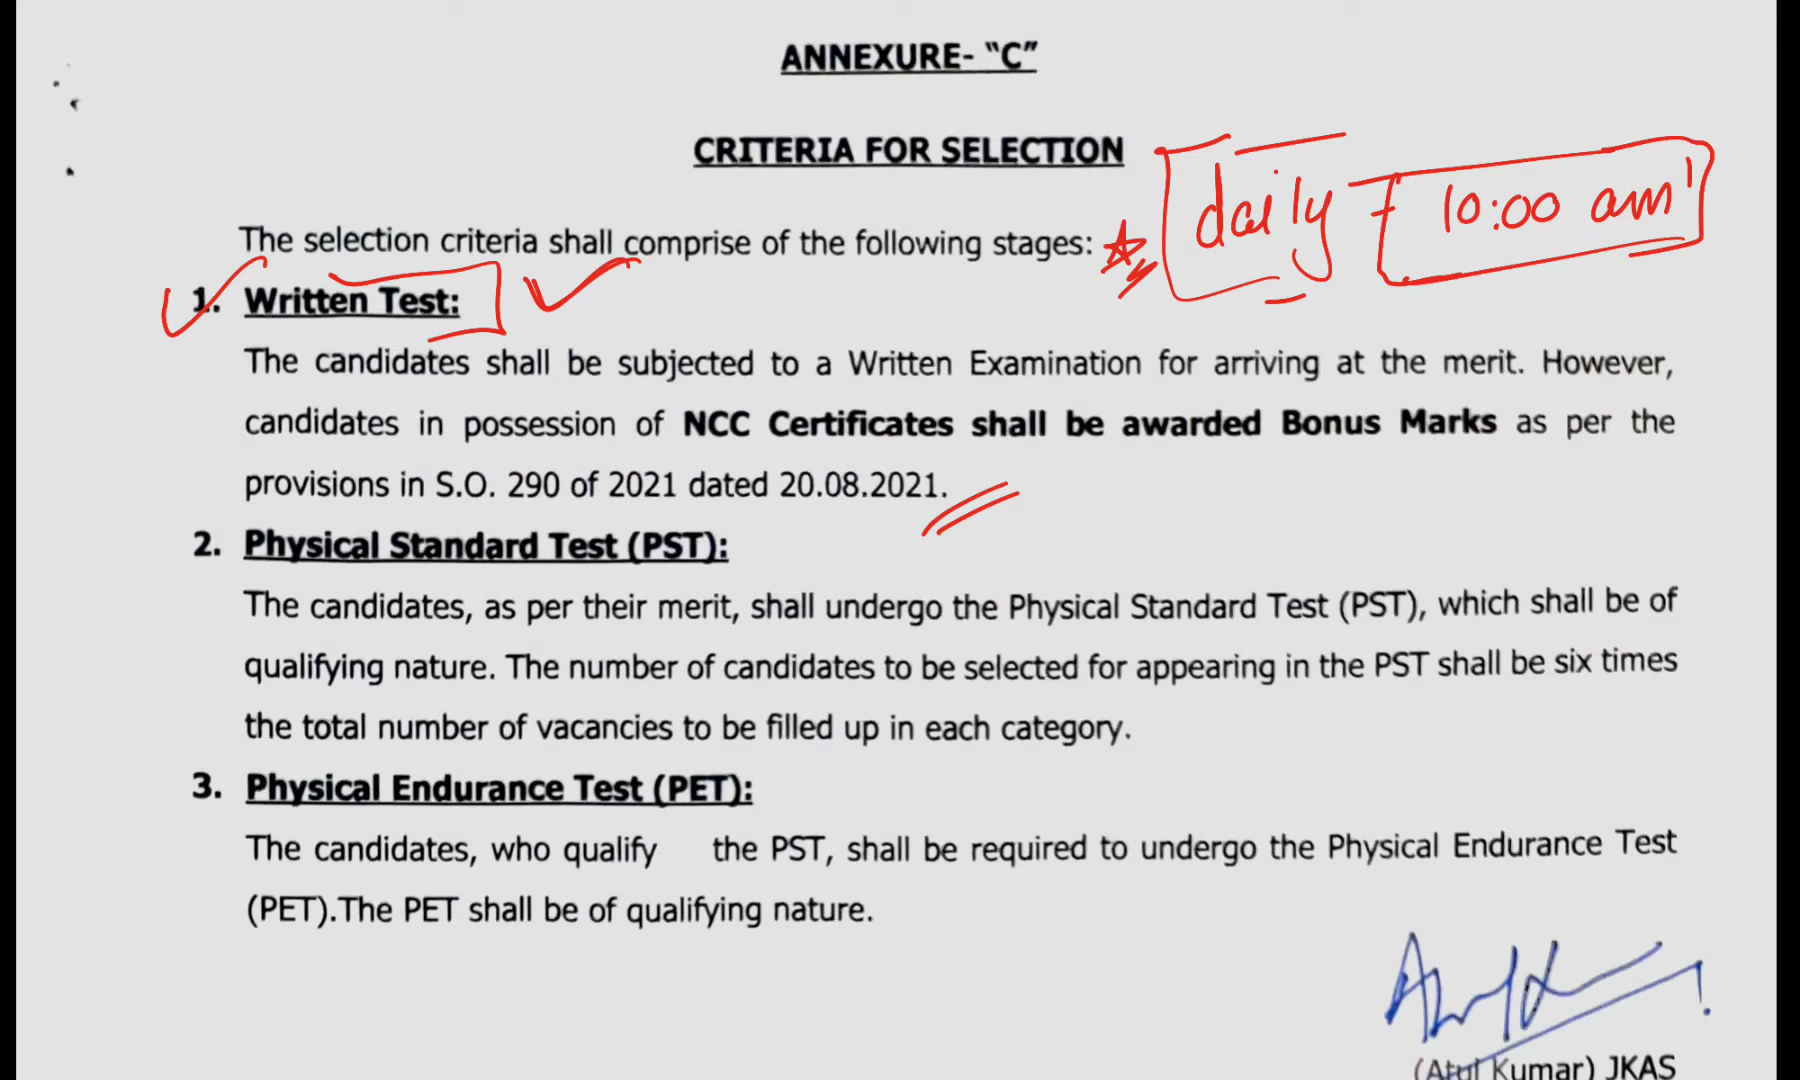 ANNEXURE- “C”
CRITERIA FOR SELECTION
daily - 10:00 am
The selection criteria shall comprise of the following stages:
1. Written Test:
The candidates shall be subjected to a Written Examination for arriving at the merit. However,
candidates in possession of NCC Certificates shall be awarded Bonus Marks as per the
provisions in S.O. 290 of 2021 dated 20.08.2021.
2. Physical Standard Test (PST):
The candidates, as per their merit, shall undergo the Physical Standard Test (PST), which shall be of
qualifying nature. The number of candidates to be selected for appearing in the PST shall be six times
the total number of vacancies to be filled up in each category.
3. Physical Endurance Test (PET):
The candidates, who qualify the PST, shall be required to undergo the Physical Endurance Test
(PET).The PET shall be of qualifying nature.
(Atul Kumar) JKAS